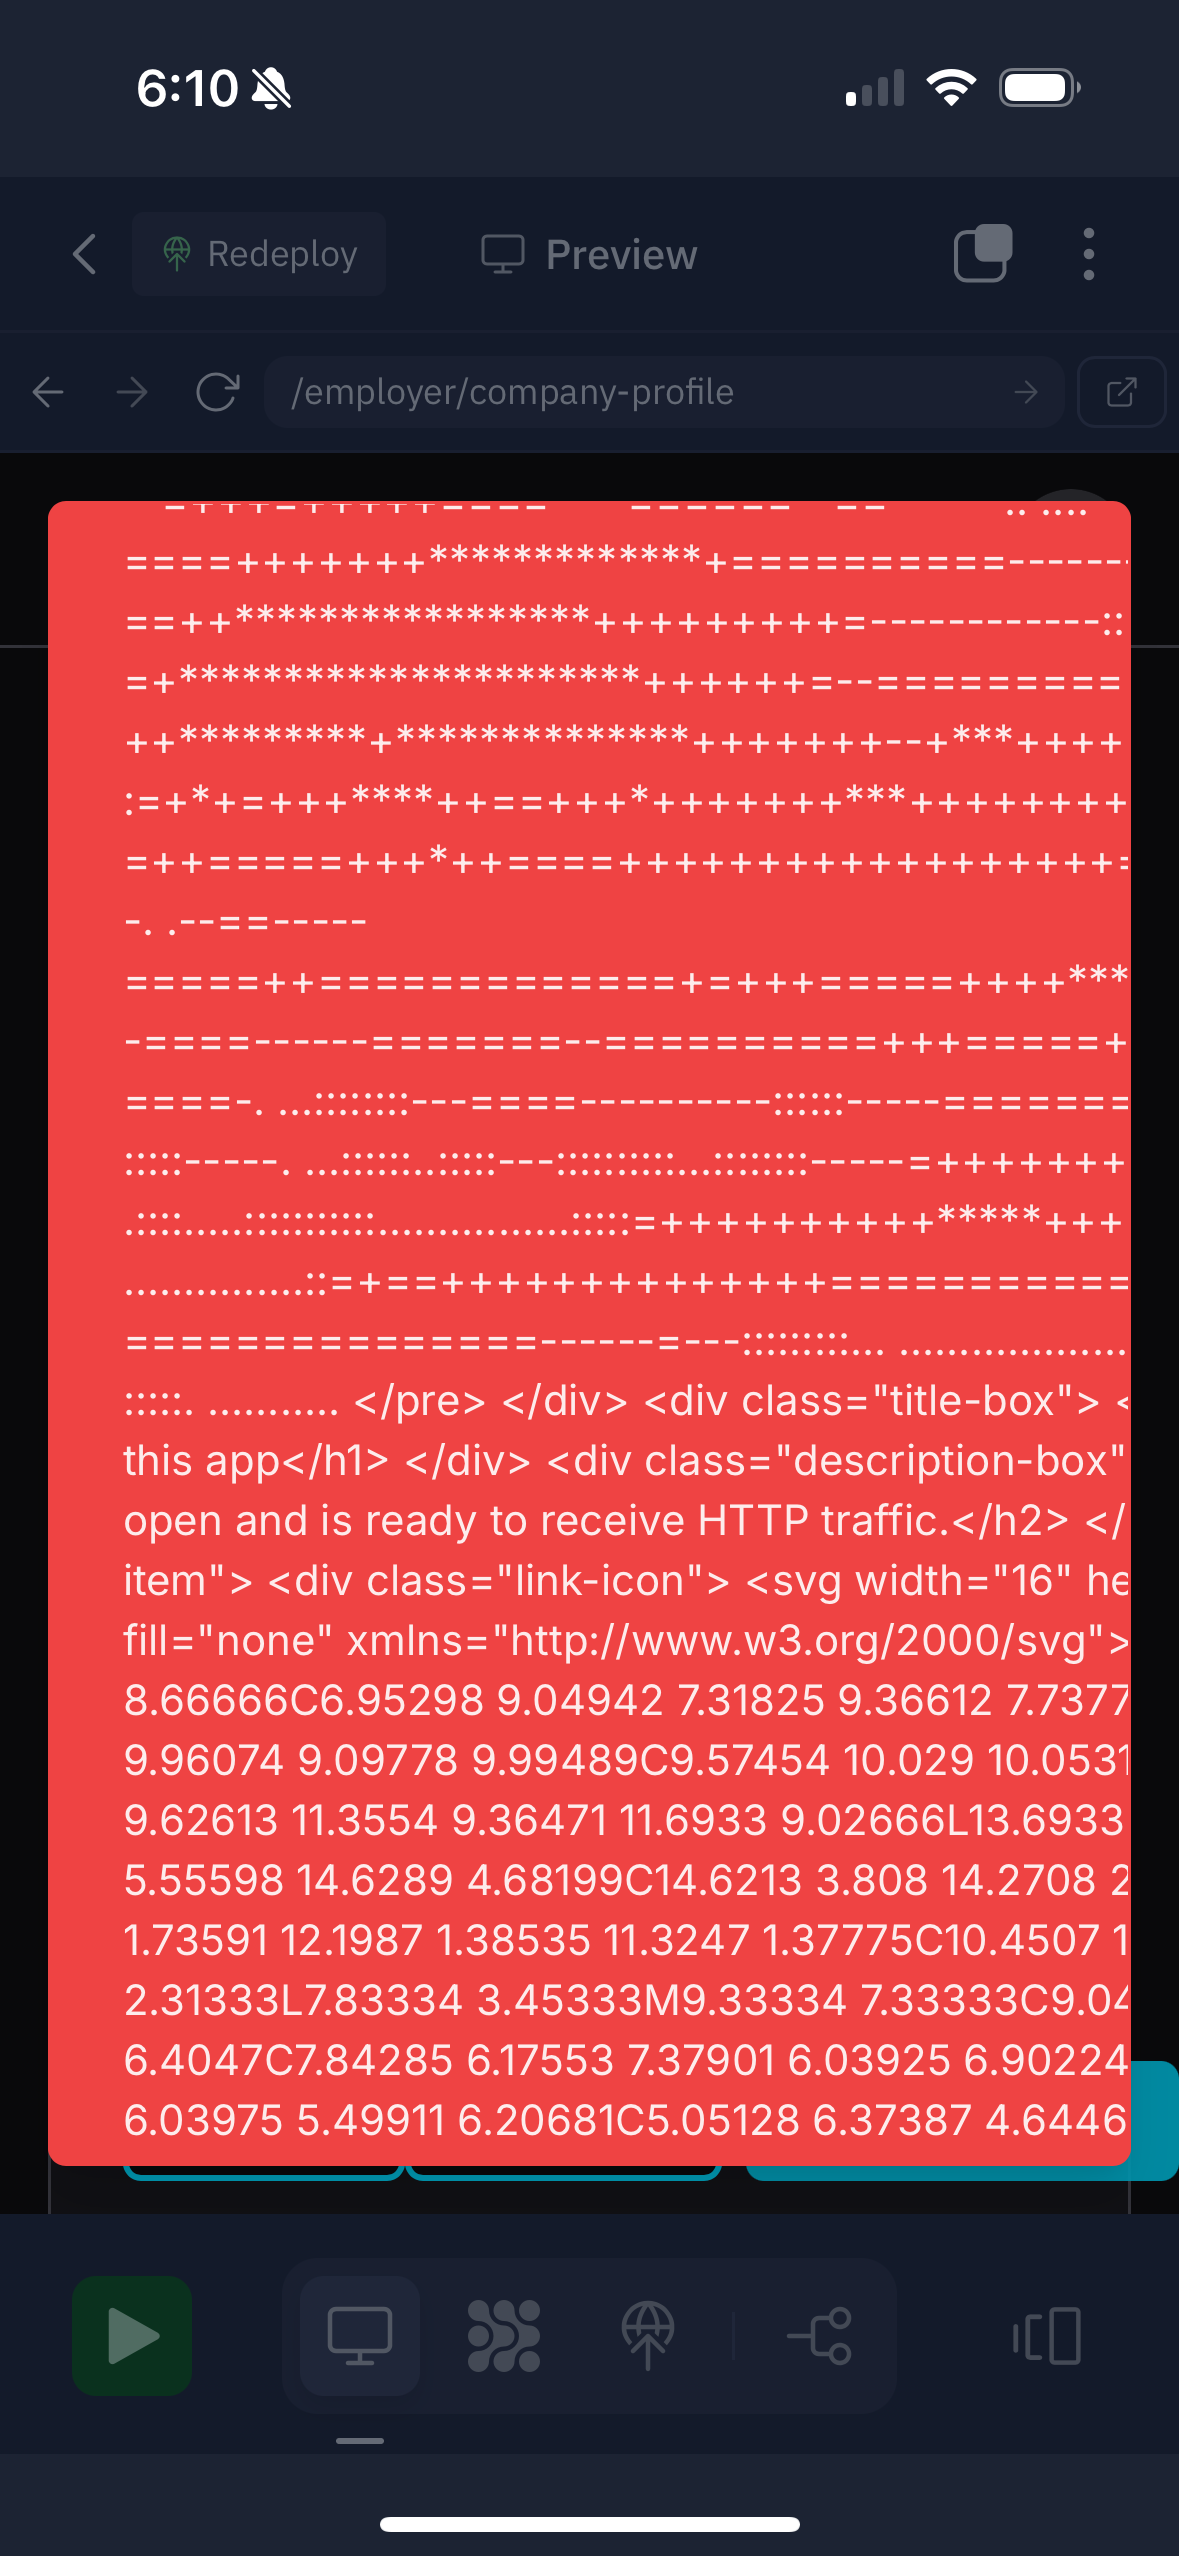 6:10
Redeploy
Preview
/employer/company-profile
====+++++++*************+==========-------
==++*****************+++++++++=------------::
=+**********************++++++=--=========
++*********+**************+++++++--+***++++
:=+*+=+++****++==+++*+++++++***++++++++
=++=====+++*++====++++++++++++++++++=
-. .--==-----
=====++=============+=+++=====++++***
-====------=======--==========+++=====+
====-. ...::::::::---====----------::::::-----=======
:::::-----. ...::::::..:::::---::::::::::...::::::::-----=+++++++
.::::.....:::::::::::................:::::=++++++++++*****+++
...............::=+==++++++++++++++===========
===============------=---:::::::::... ...................
:::::. ........... </pre> </div> <div class="title-box"> <
this app</h1> </div> <div class="description-box"
open and is ready to receive HTTP traffic.</h2> </
item"> <div class="link-icon"> <svg width="16" he
fill="none" xmlns="http://www.w3.org/2000/svg">
8.66666C6.95298 9.04942 7.31825 9.36612 7.7377
9.96074 9.09778 9.99489C9.57454 10.029 10.0531
9.62613 11.3554 9.36471 11.6933 9.02666L13.6933
5.55598 14.6289 4.68199C14.6213 3.808 14.2708 2
1.73591 12.1987 1.38535 11.3247 1.37775C10.4507 1
2.31333L7.83334 3.45333M9.33334 7.33333C9.04
6.4047C7.84285 6.17553 7.37901 6.03925 6.90224
6.03975 5.49911 6.20681C5.05128 6.37387 4.6446